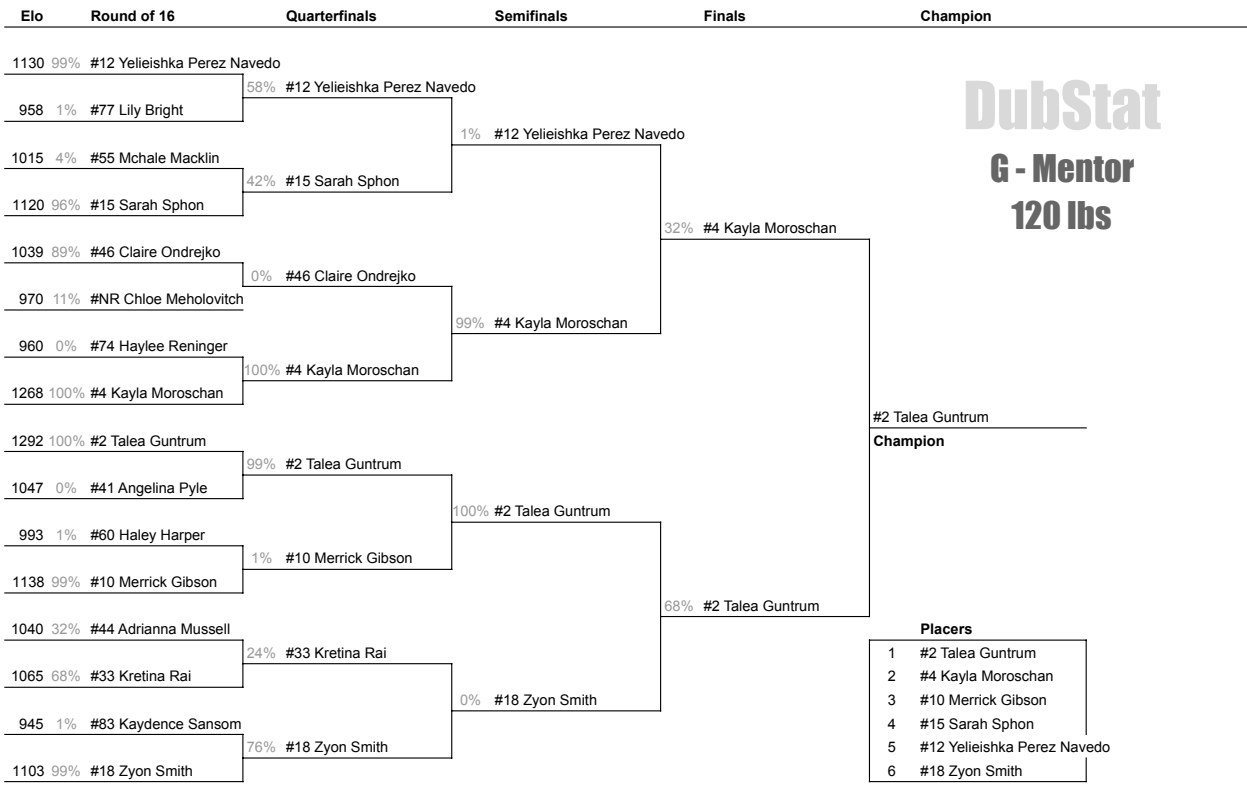 Elo Round of 16 Quarterfinals Semifinals Finals Champion
DubStat
G - Mentor
120 lbs
1130 99% #12 Yelieishka Perez Navedo
58% #12 Yelieishka Perez Navedo
958 1% #77 Lily Bright
1% #12 Yelieishka Perez Navedo
1015 4% #55 Mchale Macklin
42% #15 Sarah Sphon
1120 96% #15 Sarah Sphon
32% #4 Kayla Moroschan
1039 89% #46 Claire Ondrejko
0% #46 Claire Ondrejko
970 11% #NR Chloe Meholovitch
99% #4 Kayla Moroschan
960 0% #74 Haylee Reninger
100% #4 Kayla Moroschan
1268 100% #4 Kayla Moroschan
#2 Talea Guntrum
Champion
1292 100% #2 Talea Guntrum
99% #2 Talea Guntrum
1047 0% #41 Angelina Pyle
100% #2 Talea Guntrum
993 1% #60 Haley Harper
1% #10 Merrick Gibson
1138 99% #10 Merrick Gibson
68% #2 Talea Guntrum
1040 32% #44 Adrianna Mussell
24% #33 Kretina Rai
1065 68% #33 Kretina Rai
0% #18 Zyon Smith
945 1% #83 Kaydence Sansom
76% #18 Zyon Smith
1103 99% #18 Zyon Smith
Placers
1 #2 Talea Guntrum
2 #4 Kayla Moroschan
3 #10 Merrick Gibson
4 #15 Sarah Sphon
5 #12 Yelieishka Perez Navedo
6 #18 Zyon Smith